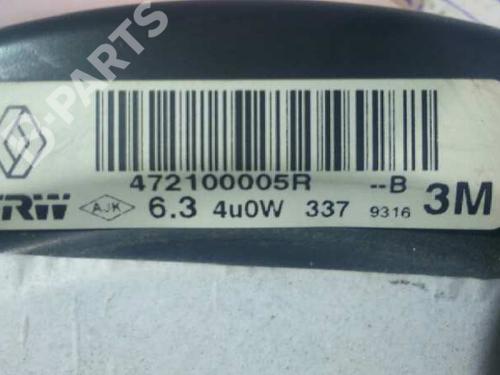 B-PARTS
472100005R --B
TRW AJK 6.3 4u0W 337 9316 3M